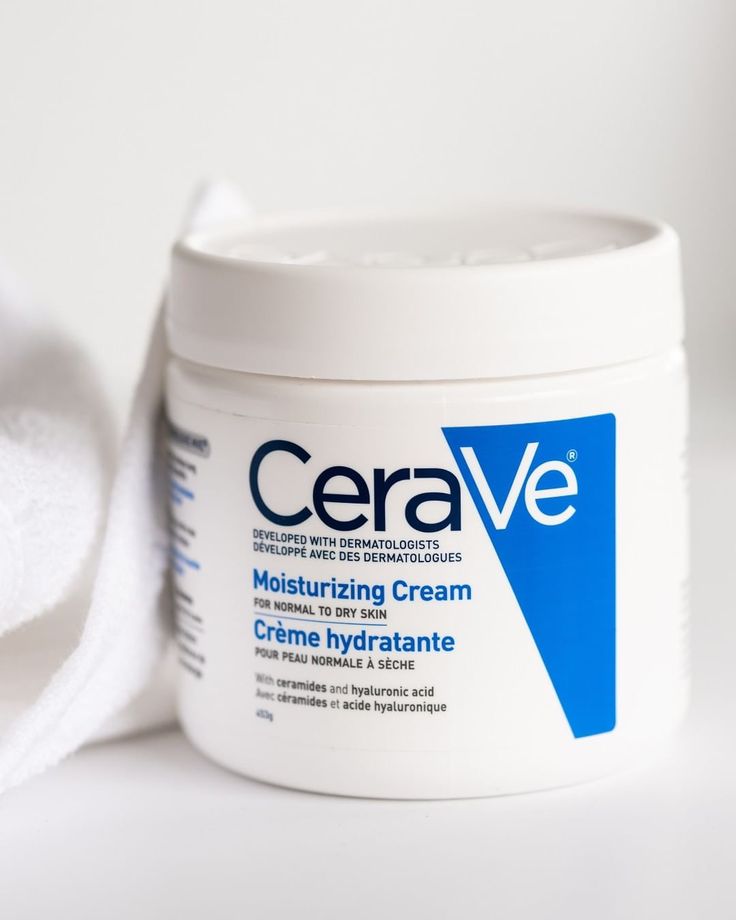 CeraVe®
DEVELOPED WITH DERMATOLOGISTS
DÉVELOPPÉ AVEC DES DERMATOLOGUES
Moisturizing Cream
FOR NORMAL TO DRY SKIN
Crème hydratante
POUR PEAU NORMALE À SÈCHE
With ceramides and hyaluronic acid
Avec céramides et acide hyaluronique
453g